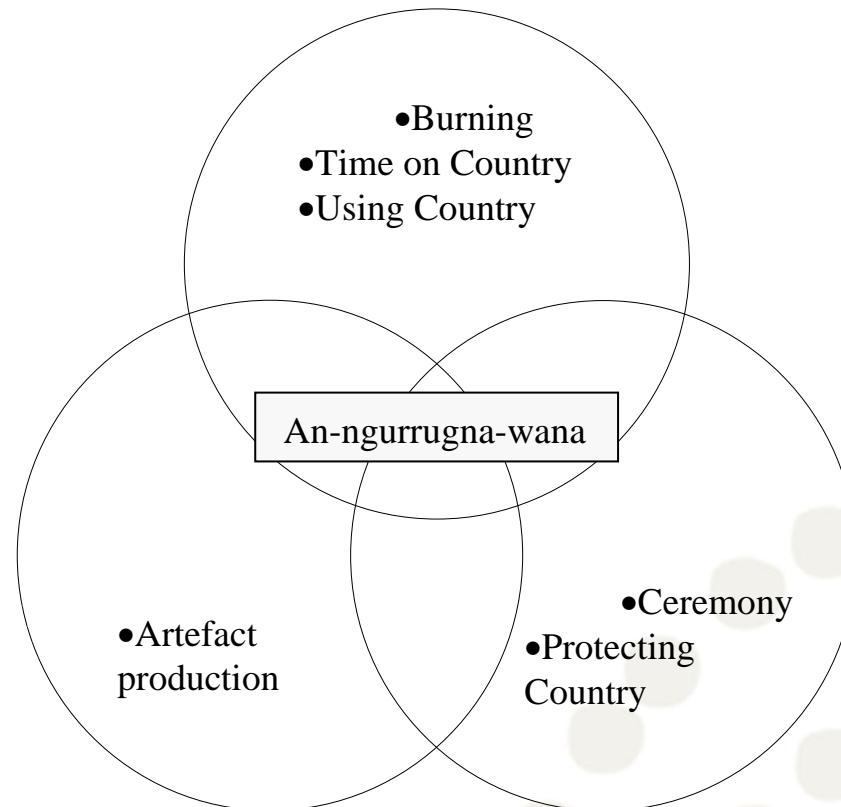 •Burning
•Time on Country
•Using Country
An-ngurrugna-wana
•Artefact
production
•Ceremony
•Protecting
Country